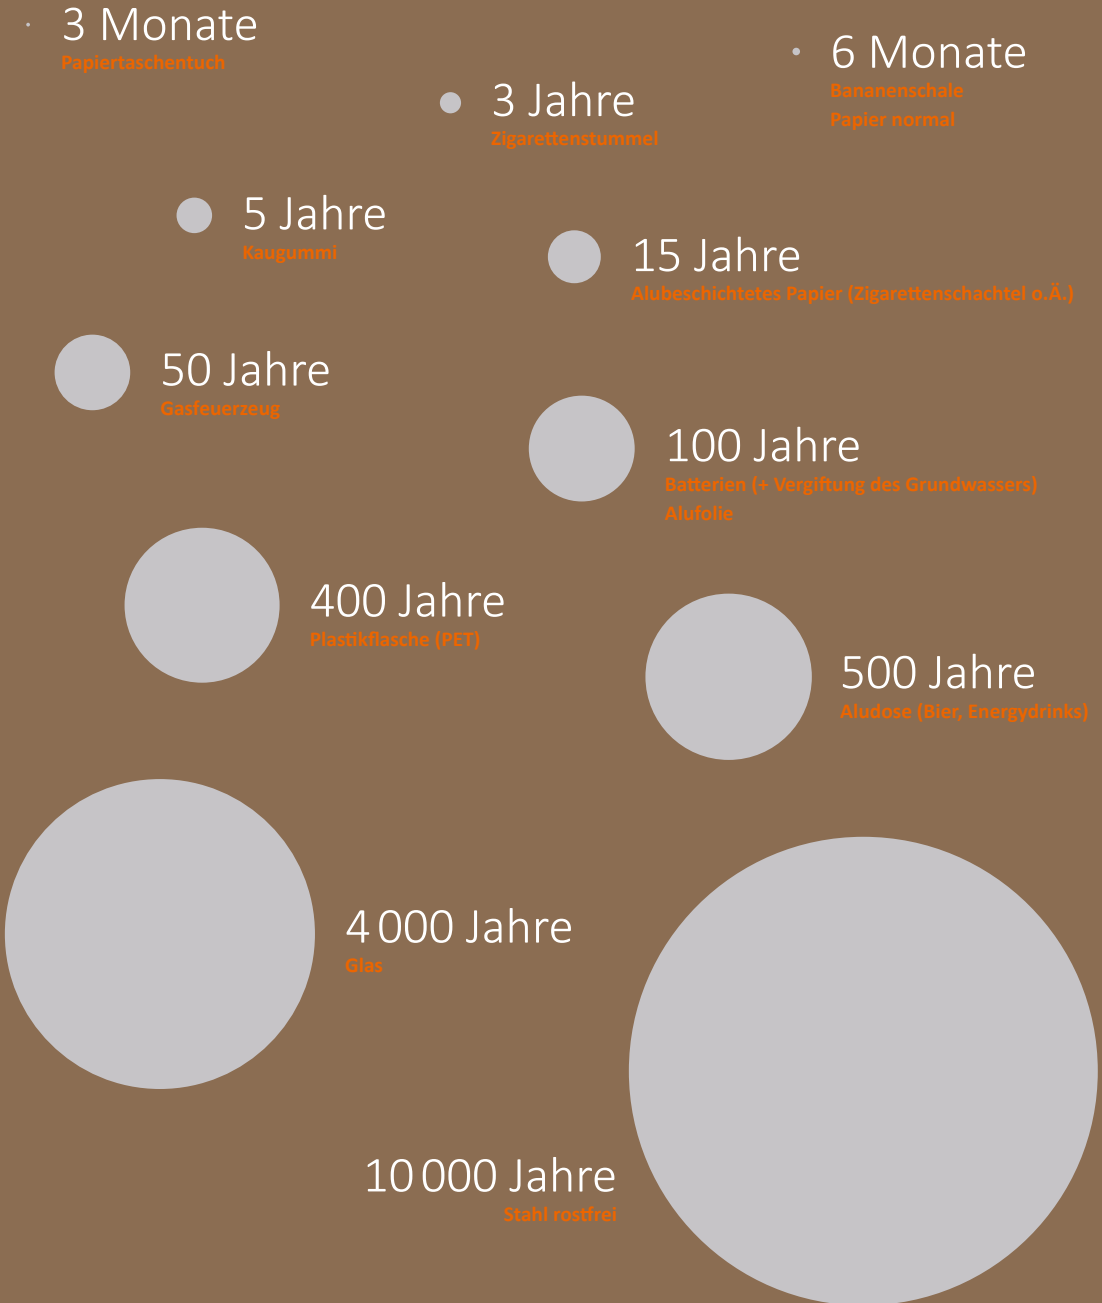 3 Monate
Papiertaschentuch
6 Monate
Bananenschale
Papier normal
3 Jahre
Zigarettenstummel
5 Jahre
Kaugummi
15 Jahre
Alubeschichtetes Papier (Zigarettenschachtel o.Ä.)
50 Jahre
Gasfeuerzeug
100 Jahre
Batterien (+ Vergiftung des Grundwassers)
Alufolie
400 Jahre
Plastikflasche (PET)
500 Jahre
Aludose (Bier, Energydrinks)
4 000 Jahre
Glas
10 000 Jahre
Stahl rostfrei